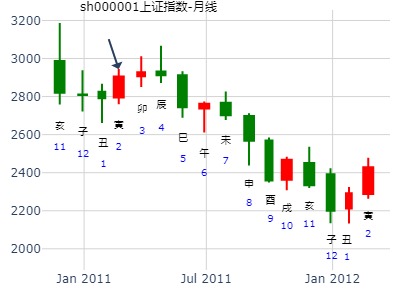 sh000001上证指数-月线
3200
3000
2800
2600
2400
2200
2000
亥
11
子
12
丑
1
寅
2
卯
3
辰
4
巳
5
午
6
未
7
申
8
酉
9
戌
10
亥
11
子
12
丑
1
寅
2
Jan 2011
Jul 2011
Jan 2012